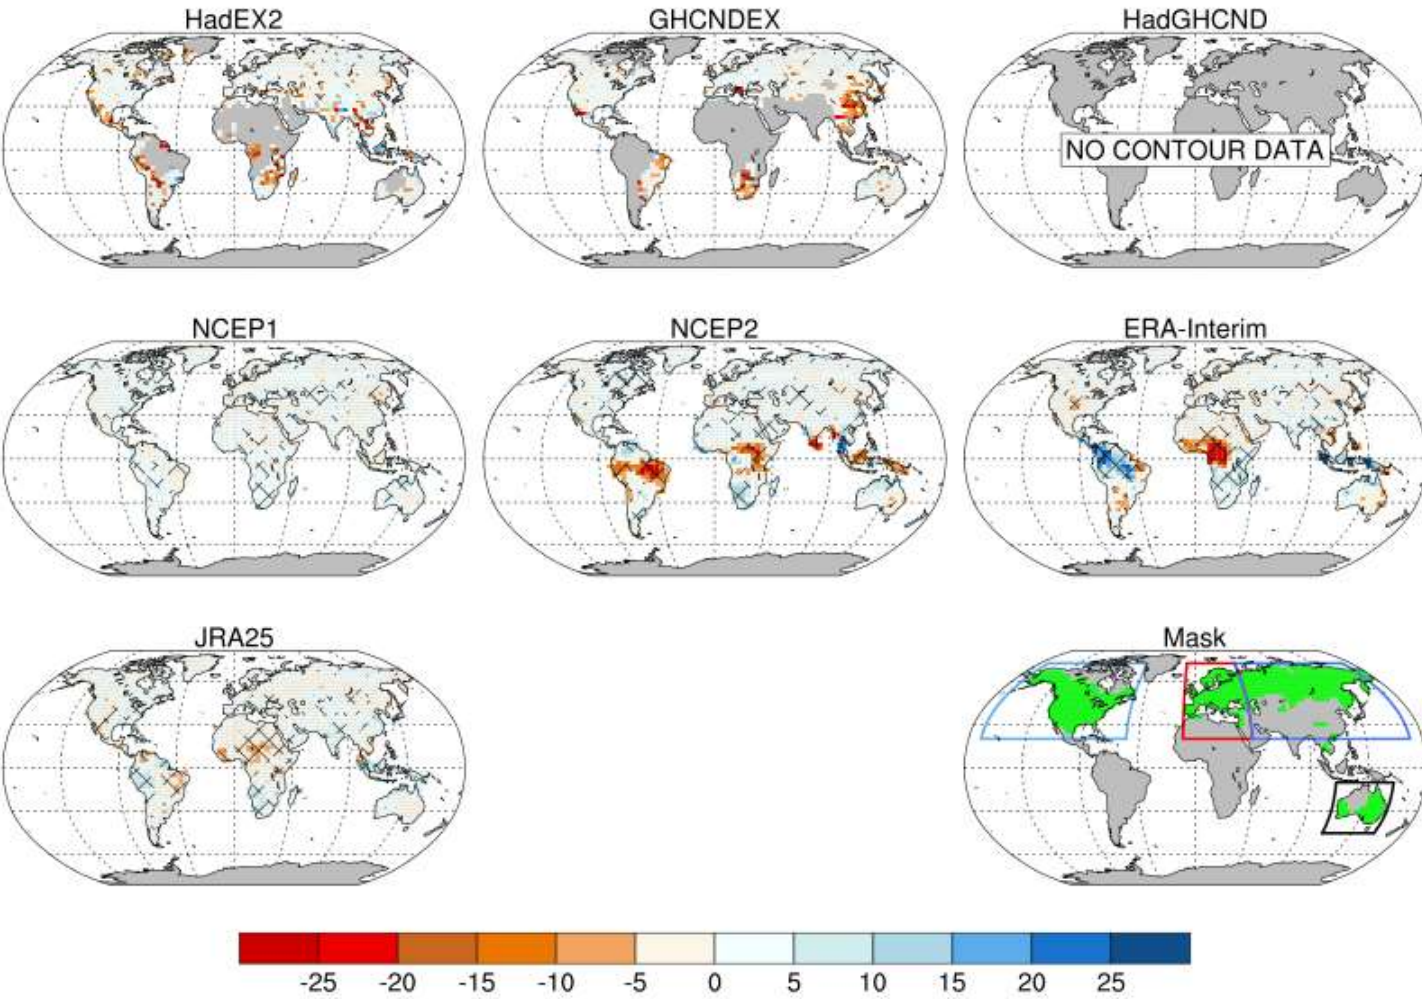 HadEX2 GHCNDEX HadGHCND
NO CONTOUR DATA
NCEP1 NCEP2 ERA-Interim
JRA25 Mask
-25 -20 -15 -10 -5 0 5 10 15 20 25